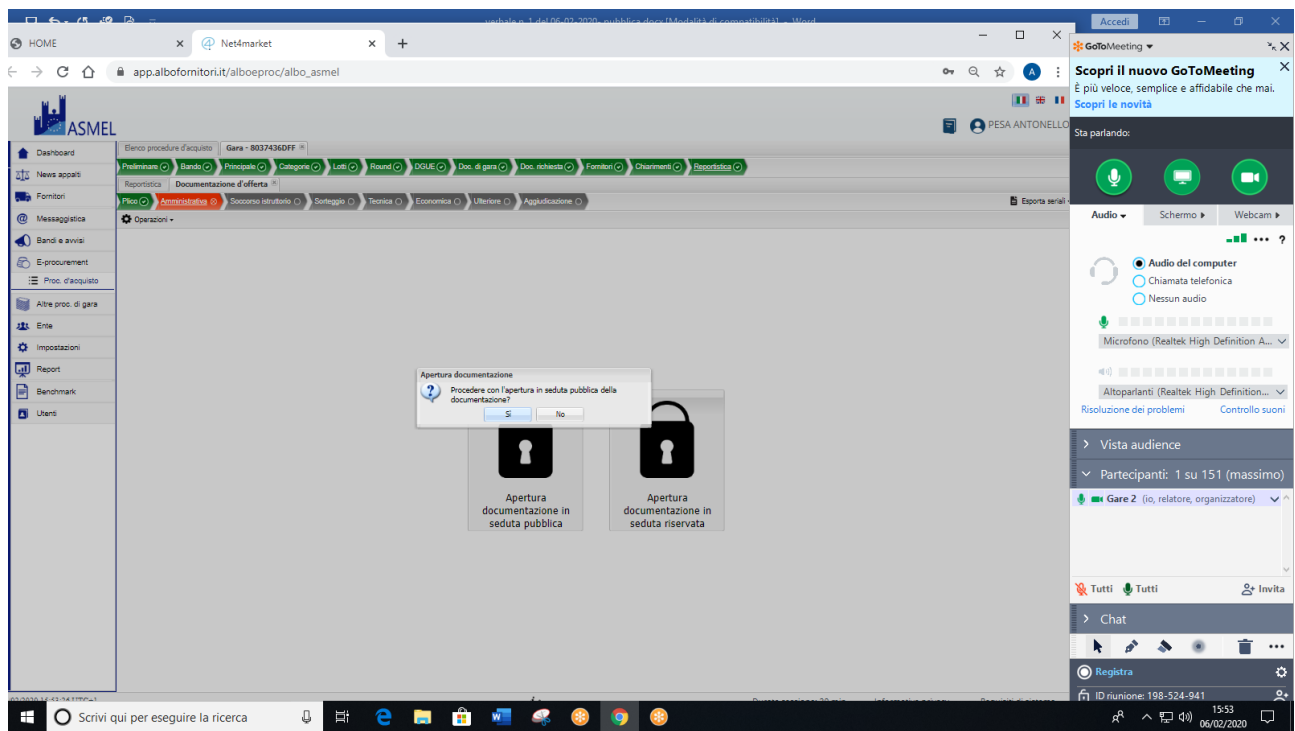 verbale n. 1 del 06-02-2020- pubblica.docx [Modalità di compatibilità] - Word
Accedi
HOME
Net4market
app.albofornitori.it/alboeproc/albo_asmel
A
ASMEL
PESA ANTONELLO
Dashboard
News appalti
Fornitori
Messaggistica
Bandi e avvisi
E-procurement
Proc. d'acquisto
Altre proc. di gara
Ente
Impostazioni
Report
Benchmark
Utenti
Elenco procedure d'acquisto
Gara - 8037436DFF
Preliminare
Bando
Principale
Categorie
Lotti
Round
DGUE
Doc. di gara
Doc. richiesta
Fornitori
Chiarimenti
Reportistica
Reportistica
Documentazione d'offerta
Plico
Amministrativa
Soccorso istruttorio
Sorteggio
Tecnica
Economica
Ulteriore
Aggiudicazione
Esporta seriali
Operazioni
Apertura documentazione
Procedere con l'apertura in seduta pubblica della
documentazione?
Sì
No
Apertura
documentazione in
seduta pubblica
Apertura
documentazione in
seduta riservata
GoToMeeting
Scopri il nuovo GoToMeeting
È più veloce, semplice e affidabile che mai.
Scopri le novità
Sta parlando:
Audio
Schermo
Webcam
?
Audio del computer
Chiamata telefonica
Nessun audio
Microfono (Realtek High Definition A...
Altoparlanti (Realtek High Definition...
Risoluzione dei problemi
Controllo suoni
Vista audience
Partecipanti: 1 su 151 (massimo)
Gare 2 (io, relatore, organizzatore)
Tutti
Tutti
Invita
Chat
Registra
ID riunione: 198-524-941
Scrivi qui per eseguire la ricerca
15:53
06/02/2020